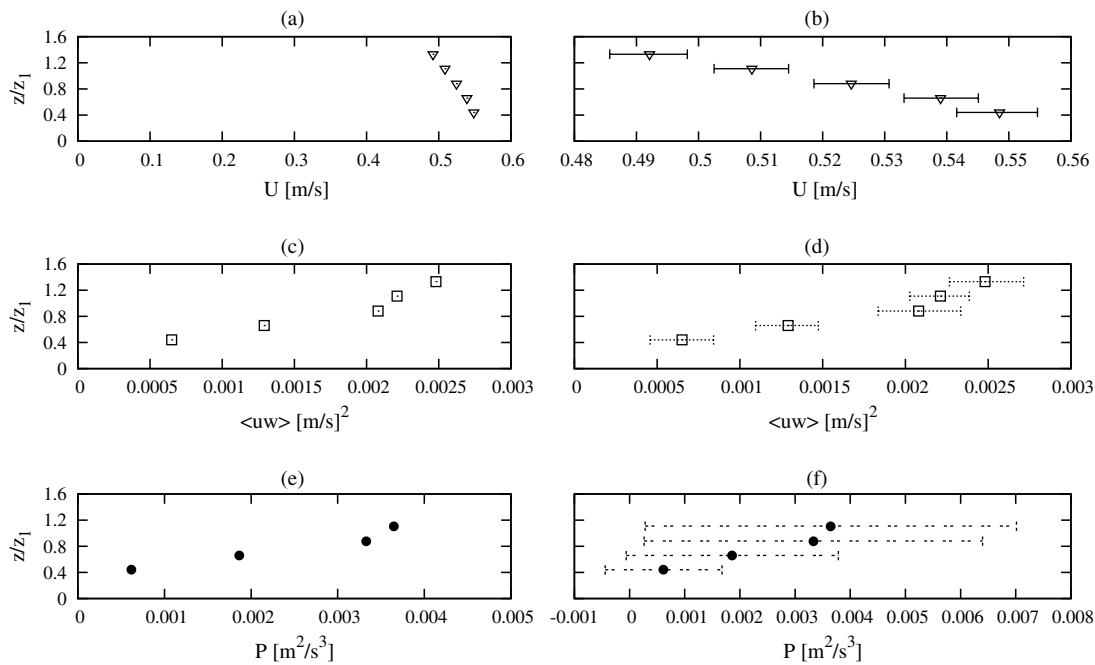 (a)
1.6
1.2
0.8
0.4
0
z/z₁
0 0.1 0.2 0.3 0.4 0.5 0.6
U [m/s]
(b)
0.48 0.49 0.5 0.51 0.52 0.53 0.54 0.55 0.56
U [m/s]
(c)
1.6
1.2
0.8
0.4
0
z/z₁
0 0.0005 0.001 0.0015 0.002 0.0025 0.003
<uw> [m/s]²
(d)
0 0.0005 0.001 0.0015 0.002 0.0025 0.003
<uw> [m/s]²
(e)
1.6
1.2
0.8
0.4
0
z/z₁
0 0.001 0.002 0.003 0.004 0.005
P [m²/s³]
(f)
-0.001 0 0.001 0.002 0.003 0.004 0.005 0.006 0.007 0.008
P [m²/s³]